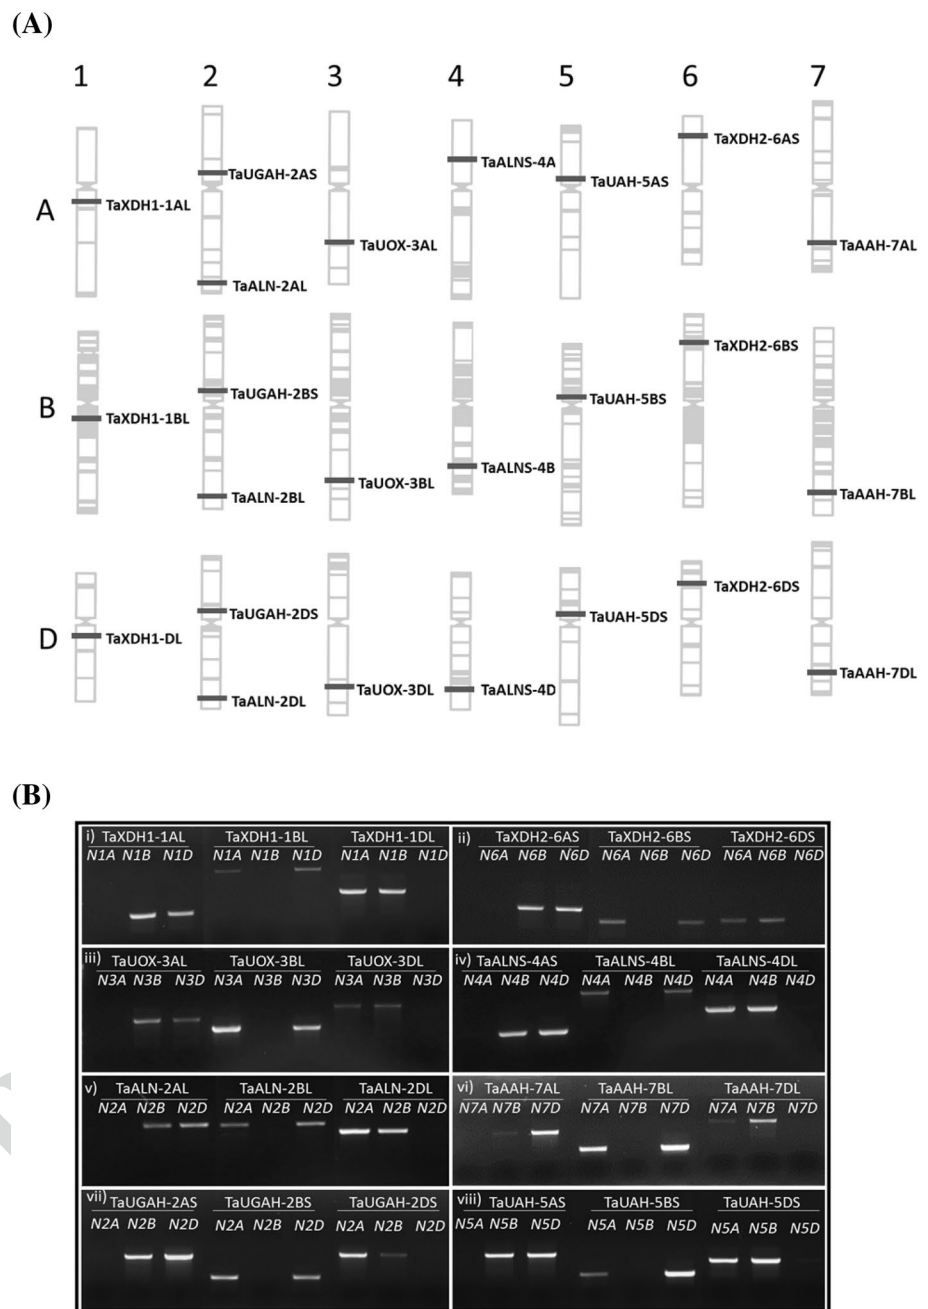 (A)
1 2 3 4 5 6 7
A
TaXDH1-1AL
TaUGAH-2AS
TaALN-2AL
TaUOX-3AL
TaALNS-4A
TaUAH-5AS
TaXDH2-6AS
TaAAH-7AL
B
TaXDH1-1BL
TaUGAH-2BS
TaALN-2BL
TaUOX-3BL
TaALNS-4B
TaUAH-5BS
TaXDH2-6BS
TaAAH-7BL
D
TaXDH1-DL
TaUGAH-2DS
TaALN-2DL
TaUOX-3DL
TaALNS-4D
TaUAH-5DS
TaXDH2-6DS
TaAAH-7DL
(B)
i) TaXDH1-1AL TaXDH1-1BL TaXDH1-1DL
N1A N1B N1D N1A N1B N1D N1A N1B N1D
ii) TaXDH2-6AS TaXDH2-6BS TaXDH2-6DS
N6A N6B N6D N6A N6B N6D N6A N6B N6D
iii) TaUOX-3AL TaUOX-3BL TaUOX-3DL
N3A N3B N3D N3A N3B N3D N3A N3B N3D
iv) TaALNS-4AS TaALNS-4BL TaALNS-4DL
N4A N4B N4D N4A N4B N4D N4A N4B N4D
v) TaALN-2AL TaALN-2BL TaALN-2DL
N2A N2B N2D N2A N2B N2D N2A N2B N2D
vi) TaAAH-7AL TaAAH-7BL TaAAH-7DL
N7A N7B N7D N7A N7B N7D N7A N7B N7D
vii) TaUGAH-2AS TaUGAH-2BS TaUGAH-2DS
N2A N2B N2D N2A N2B N2D N2A N2B N2D
viii) TaUAH-5AS TaUAH-5BS TaUAH-5DS
N5A N5B N5D N5A N5B N5D N5A N5B N5D